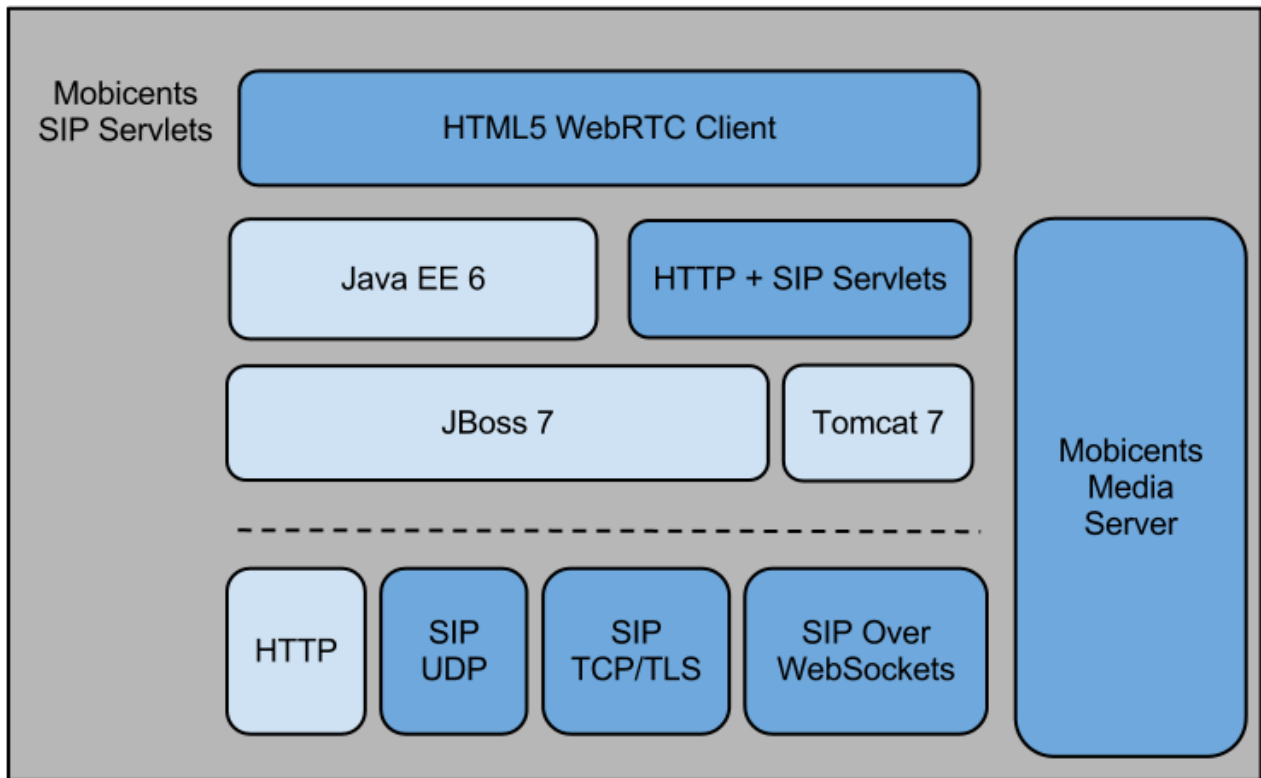 Mobicents
SIP Servlets
HTML5 WebRTC Client
Java EE 6
HTTP + SIP Servlets
JBoss 7
Tomcat 7
Mobicents
Media
Server
HTTP
SIP
UDP
SIP
TCP/TLS
SIP Over
WebSockets